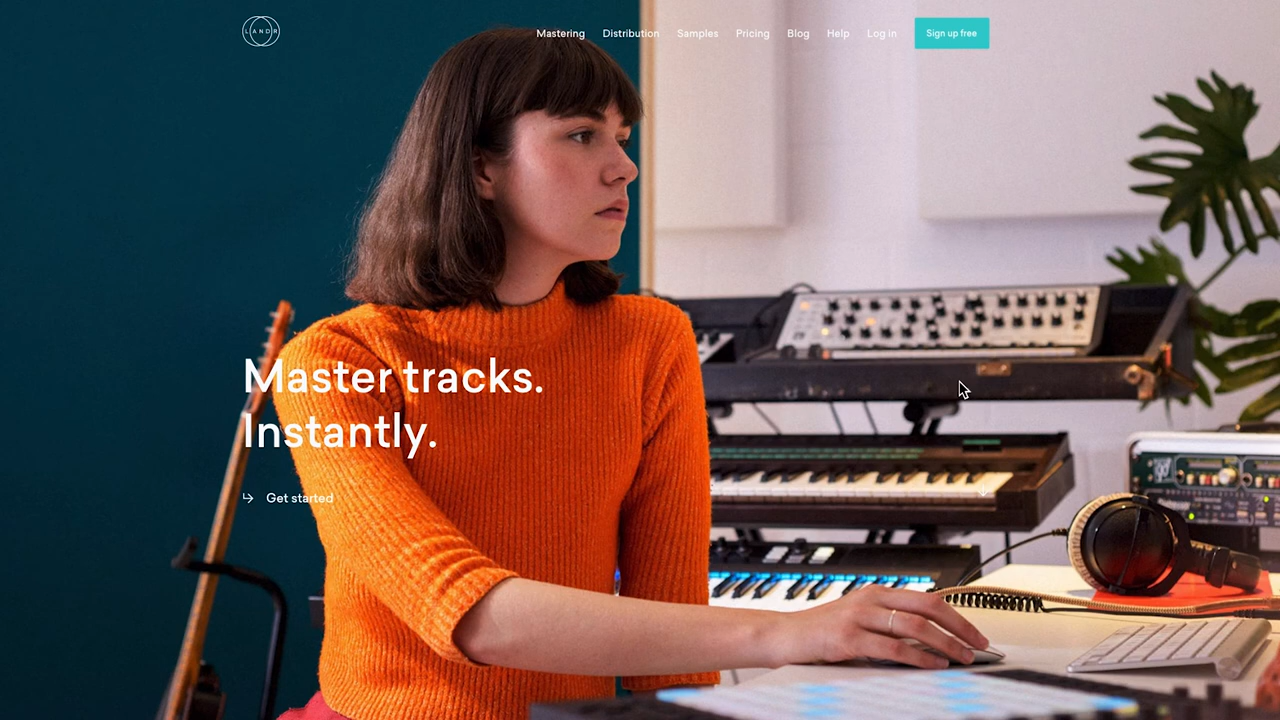 LANDR
Mastering Distribution Samples Pricing Blog Help Log in Sign up free
Master tracks.
Instantly.
Get started